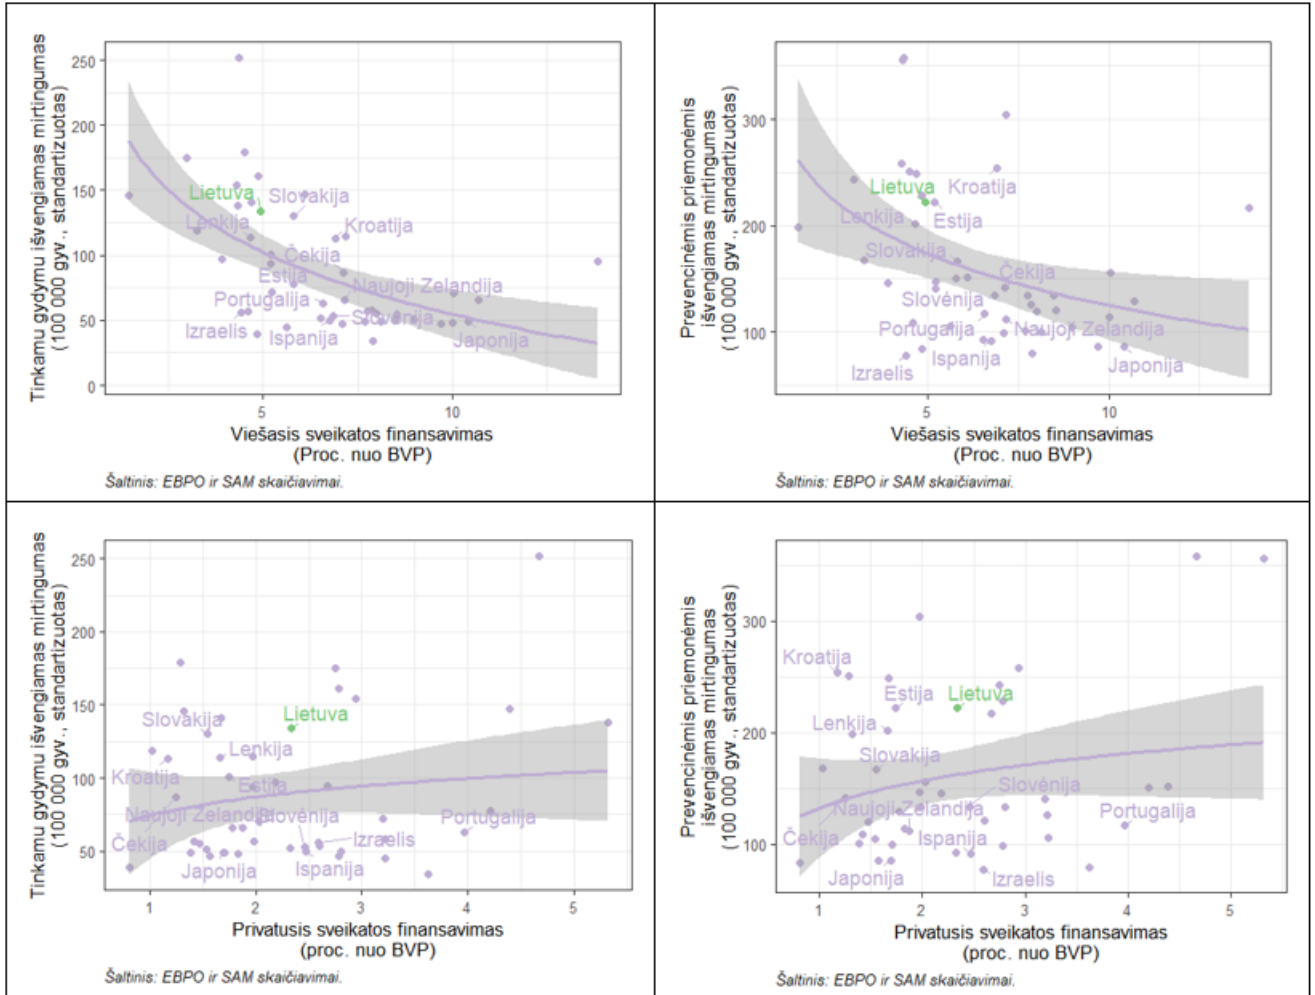 Tinkamu gydymu išvengiamas mirtingumas
(100 000 gyv., standartizuotas)
250
200
150
100
50
0
Lietuva
Slovakija
Lenkija
Kroatija
Čekija
Estija
Naujoji Zelandija
Portugalija
Slovėnija
Izraelis
Ispanija
Japonija
5
10
Viešasis sveikatos finansavimas
(Proc. nuo BVP)
Šaltinis: EBPO ir SAM skaičiavimai.
Prevencinėmis priemonėmis
išvengiamas mirtingumas
(100 000 gyv., standartizuotas)
300
200
100
Lietuva
Kroatija
Lenkija
Estija
Slovakija
Čekija
Slovėnija
Portugalija
Naujoji Zelandija
Ispanija
Izraelis
Japonija
5
10
Viešasis sveikatos finansavimas
(Proc. nuo BVP)
Šaltinis: EBPO ir SAM skaičiavimai.
Tinkamu gydymu išvengiamas mirtingumas
(100 000 gyv., standartizuotas)
250
200
150
100
50
Slovakija
Lietuva
Lenkija
Kroatija
Estija
Naujoji Zelandija
Slovėnija
Portugalija
Čekija
Izraelis
Japonija
Ispanija
1
2
3
4
5
Privatusis sveikatos finansavimas
(proc. nuo BVP)
Šaltinis: EBPO ir SAM skaičiavimai.
Prevencinėmis priemonėmis
išvengiamas mirtingumas
(100 000 gyv., standartizuotas)
300
200
100
Kroatija
Estija
Lietuva
Lenkija
Slovakija
Slovėnija
Naujoji Zelandija
Portugalija
Čekija
Ispanija
Japonija
Izraelis
1
2
3
4
5
Privatusis sveikatos finansavimas
(proc. nuo BVP)
Šaltinis: EBPO ir SAM skaičiavimai.